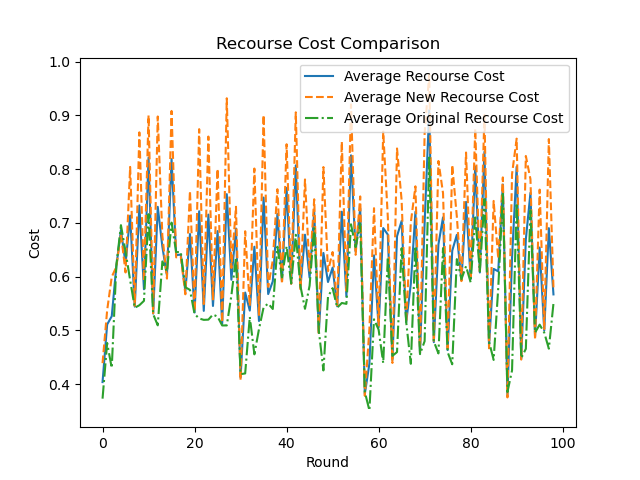 Recourse Cost Comparison
Average Recourse Cost
Average New Recourse Cost
Average Original Recourse Cost
Cost
1.0
0.9
0.8
0.7
0.6
0.5
0.4
0 20 40 60 80 100
Round